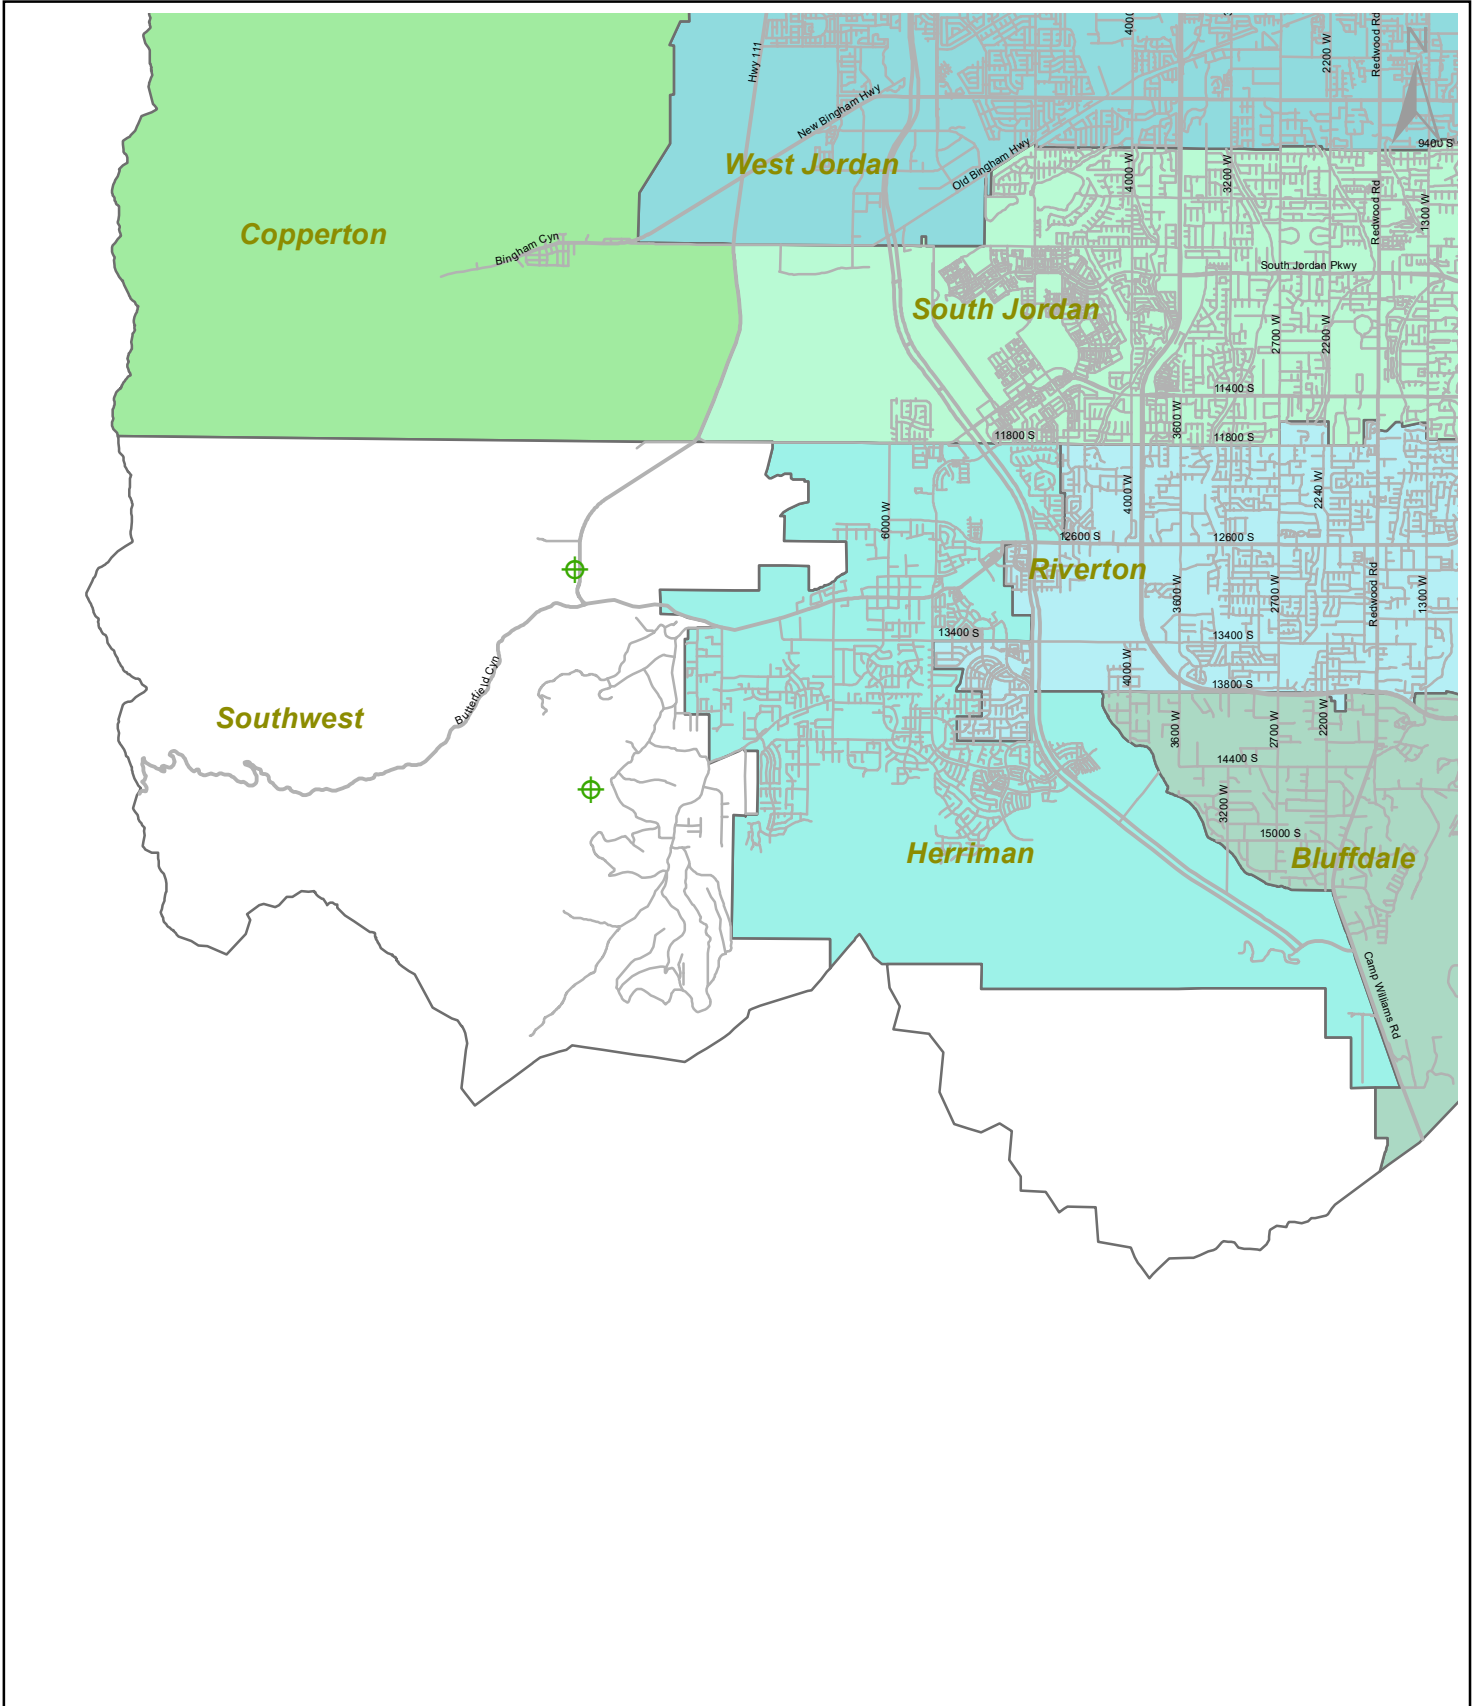 4000
S
2200 W
Redwood Rd
N
Hwy 111
New Bingham Hwy
West Jordan
Old Bingham Hwy
9400 S
4000 W
3200 W
Redwood Rd
1300 W
Copperton
Bingham Cyn
South Jordan Pkwy
South Jordan
2700 W
2200 W
11400 S
3600 W
11800 S
11800 S
6000 W
4000 W
2240 W
12600 S
12600 S
Riverton
3600 W
2700 W
Redwood Rd
1300 W
13400 S
13400 S
4000 W
13800 S
Butterfield Cyn
Southwest
3600 W
2700 W
2200 W
14400 S
3200 W
15000 S
Herriman
Bluffdale
Camp Williams Rd